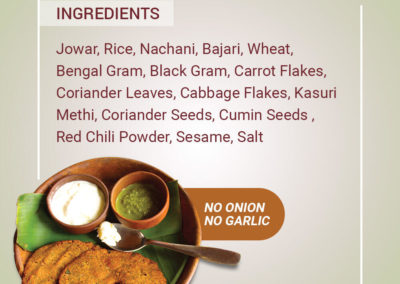 INGREDIENTS
Jowar, Rice, Nachani, Bajari, Wheat,
Bengal Gram, Black Gram, Carrot Flakes,
Coriander Leaves, Cabbage Flakes, Kasuri
Methi, Coriander Seeds, Cumin Seeds ,
Red Chili Powder, Sesame, Salt
NO ONION
NO GARLIC